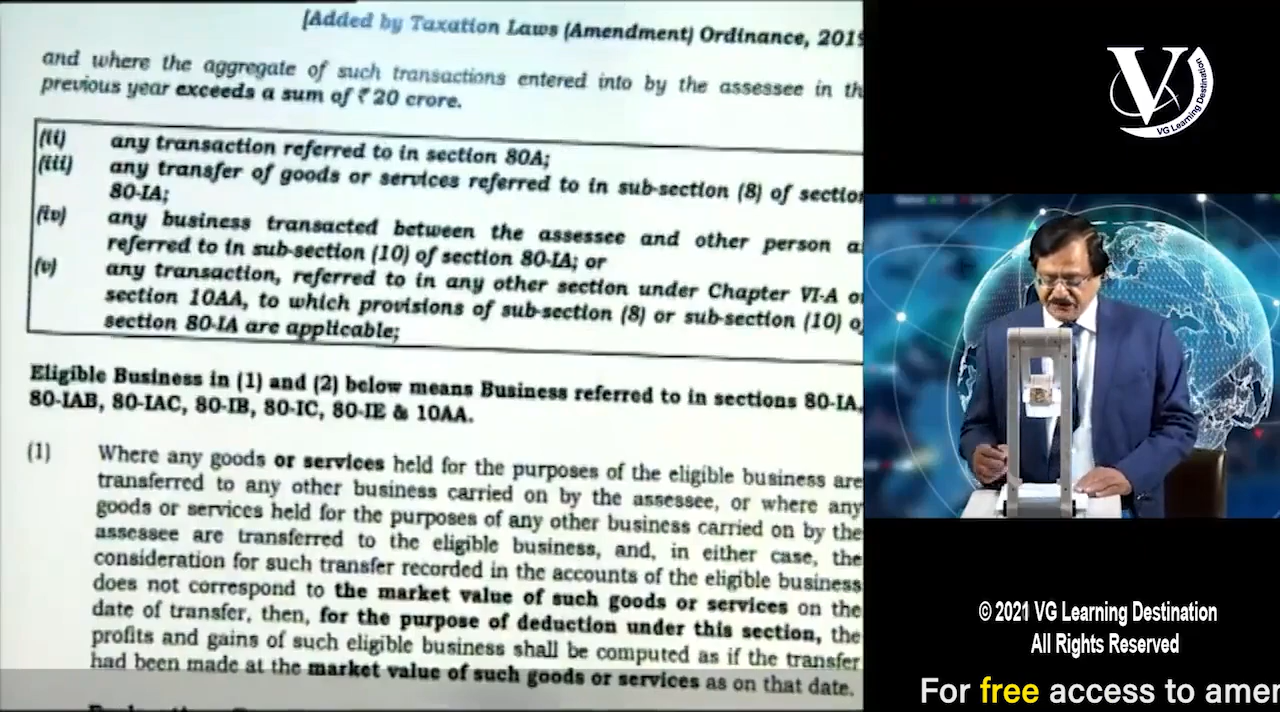 [Added by Taxation Laws (Amendment) Ordinance, 2019
and where the aggregate of such transactions entered into by the assessee in th
previous year exceeds a sum of ₹ 20 crore.
(ii) any transaction referred to in section 80A;
(iii) any transfer of goods or services referred to in sub-section (8) of section
80-IA;
(iv) any business transacted between the assessee and other person as
referred to in sub-section (10) of section 80-IA; or
(v) any transaction, referred to in any other section under Chapter VI-A or
section 10AA, to which provisions of sub-section (8) or sub-section (10) of
section 80-IA are applicable;
Eligible Business in (1) and (2) below means Business referred to in sections 80-IA,
80-IAB, 80-IAC, 80-IB, 80-IC, 80-IE & 10AA.
(1) Where any goods or services held for the purposes of the eligible business are
transferred to any other business carried on by the assessee, or where any
goods or services held for the purposes of any other business carried on by the
assessee are transferred to the eligible business, and, in either case, the
consideration for such transfer recorded in the accounts of the eligible business
does not correspond to the market value of such goods or services on the
date of transfer, then, for the purpose of deduction under this section, the
profits and gains of such eligible business shall be computed as if the transfer
had been made at the market value of such goods or services as on that date.
V
VG Learning Destination
© 2021 VG Learning Destination
All Rights Reserved
For free access to amen